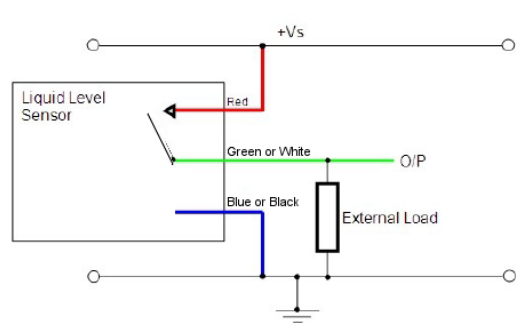 +Vs
Liquid Level
Sensor
Red
Green or White
O/P
Blue or Black
External Load